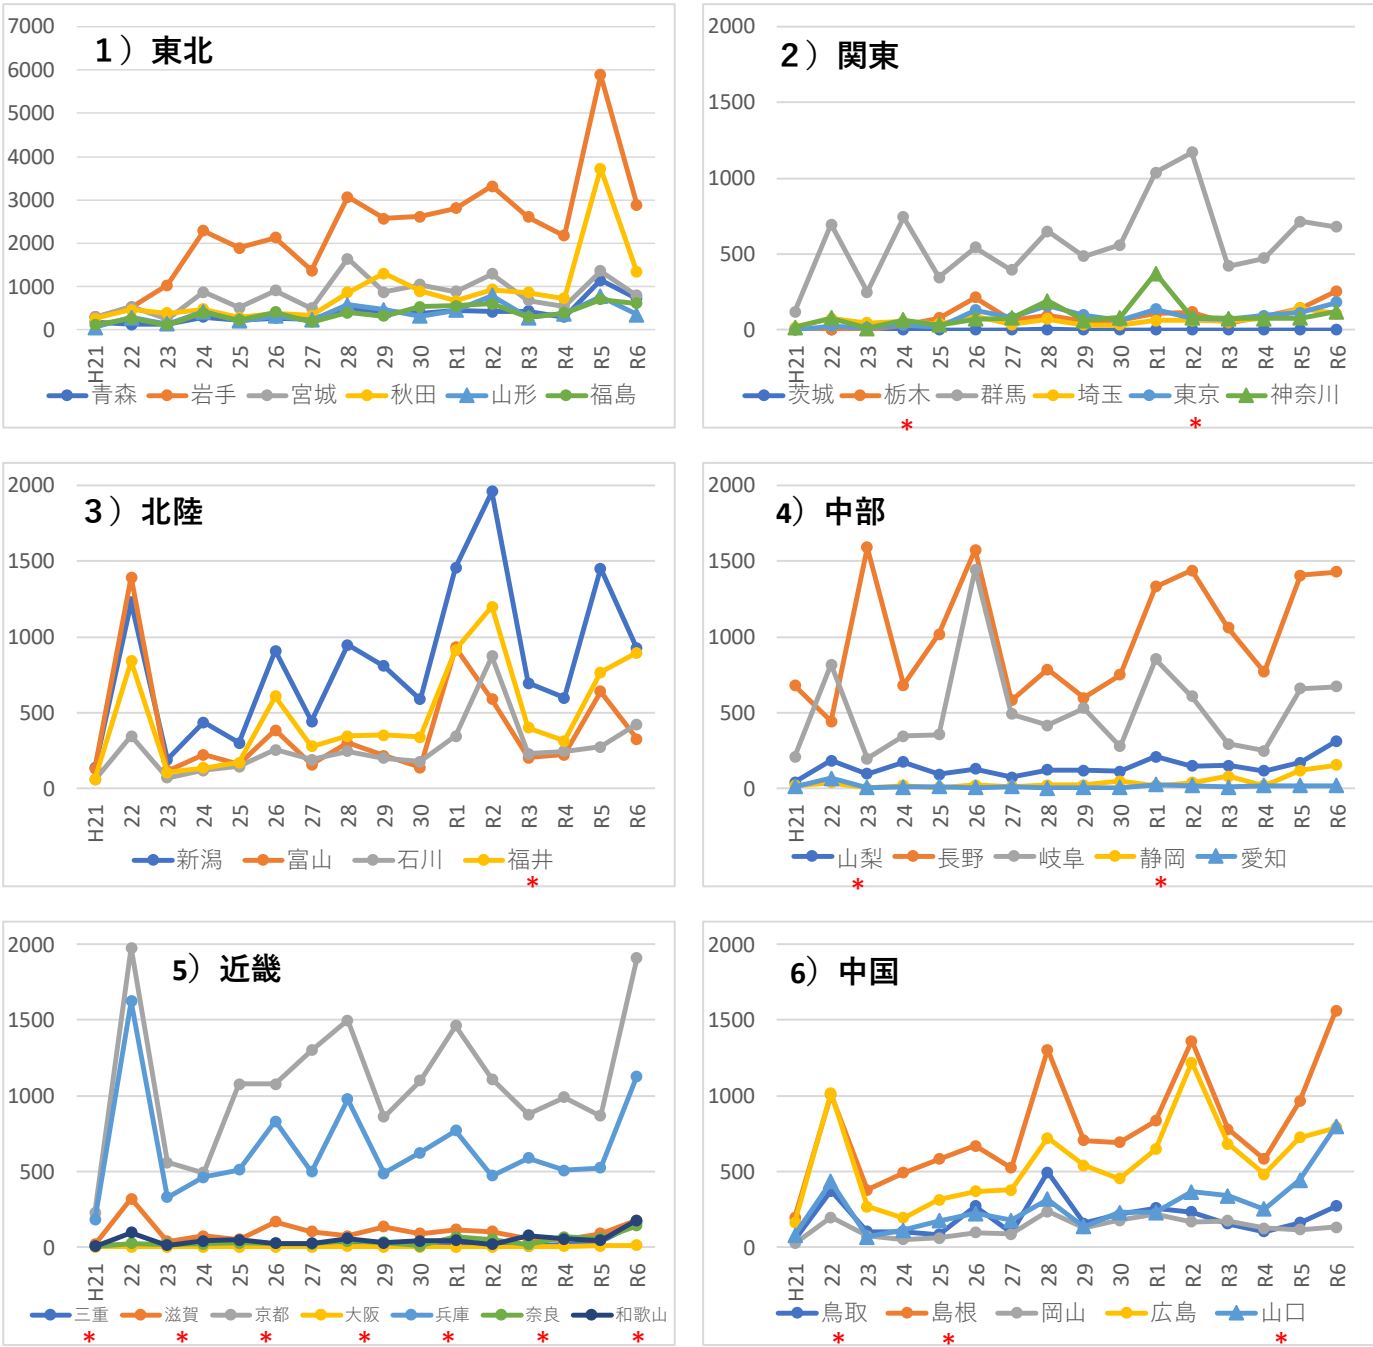 1）東北
7000
6000
5000
4000
3000
2000
1000
0
H21 22 23 24 25 26 27 28 29 30 R1 R2 R3 R4 R5 R6
青森 岩手 宮城 秋田 山形 福島
2）関東
2000
1500
1000
500
0
H21 22 23 24 25 26 27 28 29 30 R1 R2 R3 R4 R5 R6
茨城 栃木 群馬 埼玉 東京 神奈川
* *
3）北陸
2000
1500
1000
500
0
H21 22 23 24 25 26 27 28 29 30 R1 R2 R3 R4 R5 R6
新潟 富山 石川 福井
*
4）中部
2000
1500
1000
500
0
H21 22 23 24 25 26 27 28 29 30 R1 R2 R3 R4 R5 R6
山梨 長野 岐阜 静岡 愛知
* *
5）近畿
2000
1500
1000
500
0
H21 22 23 24 25 26 27 28 29 30 R1 R2 R3 R4 R5 R6
三重 滋賀 京都 大阪 兵庫 奈良 和歌山
* * * * * * *
6）中国
2000
1500
1000
500
0
H21 22 23 24 25 26 27 28 29 30 R1 R2 R3 R4 R5 R6
鳥取 島根 岡山 広島 山口
* * *